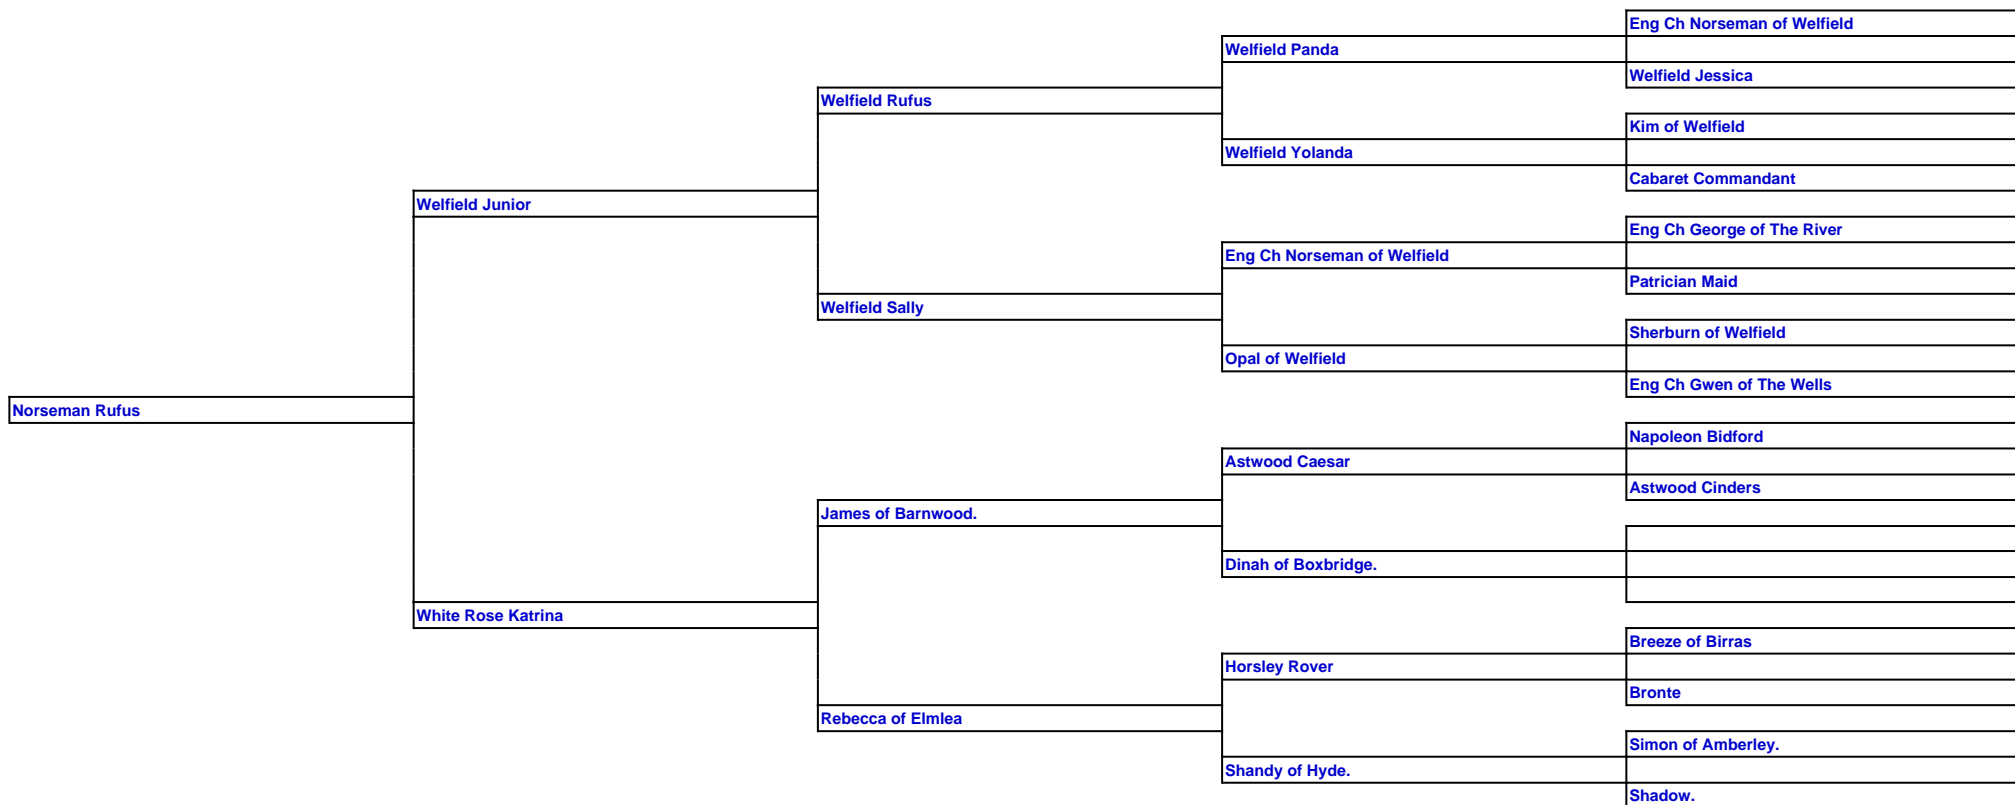 Eng Ch Norseman of Welfield
Welfield Panda
Welfield Jessica
Welfield Rufus
Kim of Welfield
Welfield Yolanda
Cabaret Commandant
Welfield Junior
Eng Ch George of The River
Eng Ch Norseman of Welfield
Patrician Maid
Welfield Sally
Sherburn of Welfield
Opal of Welfield
Eng Ch Gwen of The Wells
Norseman Rufus
Napoleon Bidford
Astwood Caesar
Astwood Cinders
James of Barnwood.
Dinah of Boxbridge.
White Rose Katrina
Breeze of Birras
Horsley Rover
Bronte
Rebecca of Elmlea
Simon of Amberley.
Shandy of Hyde.
Shadow.